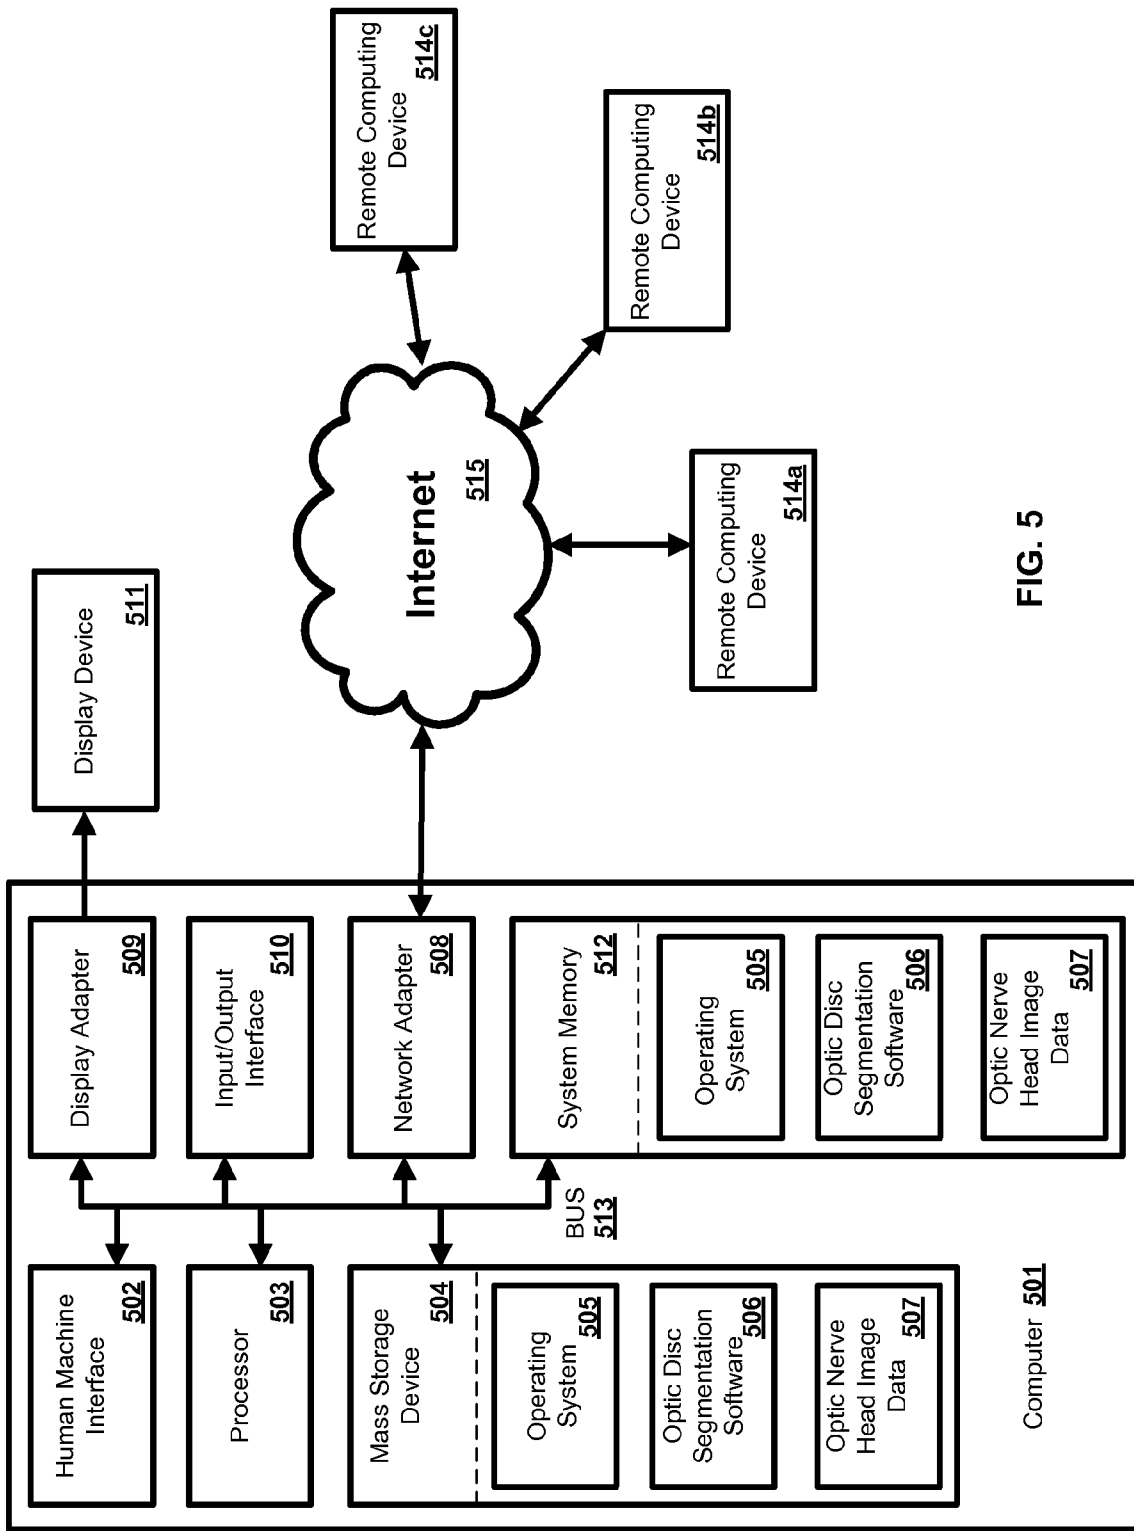 Human Machine
Interface
502
Processor
503
Mass Storage
Device
504
Operating
System
505
Optic Disc
Segmentation
Software
506
Optic Nerve
Head Image
Data
507
Computer 501
BUS
513
Display Adapter
509
Input/Output
Interface
510
Network Adapter
508
System Memory
512
Operating
System
505
Optic Disc
Segmentation
Software
506
Optic Nerve
Head Image
Data
507
Display Device
511
Internet
515
Remote Computing
Device
514a
Remote Computing
Device
514b
Remote Computing
Device
514c
FIG. 5